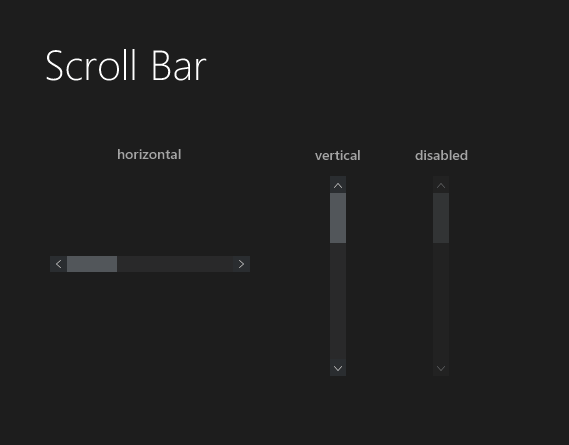 Scroll Bar
horizontal
vertical
disabled